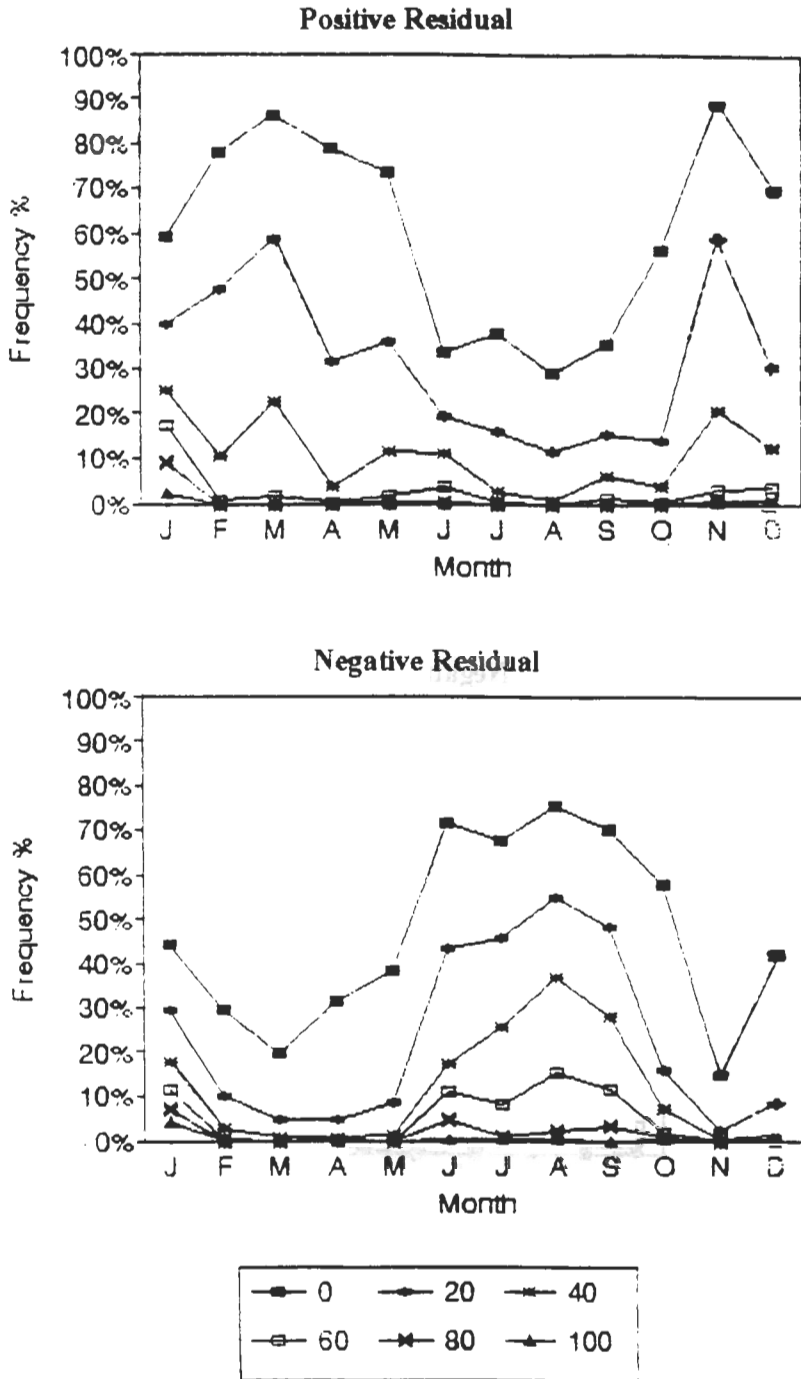 Positive Residual
100%
90%
80%
70%
60%
50%
40%
30%
20%
10%
0%
Frequency %
J F M A M J J A S O N D
Month
Negative Residual
100%
90%
80%
70%
60%
50%
40%
30%
20%
10%
0%
Frequency %
J F M A M J J A S O N D
Month
0 20 40
60 80 100